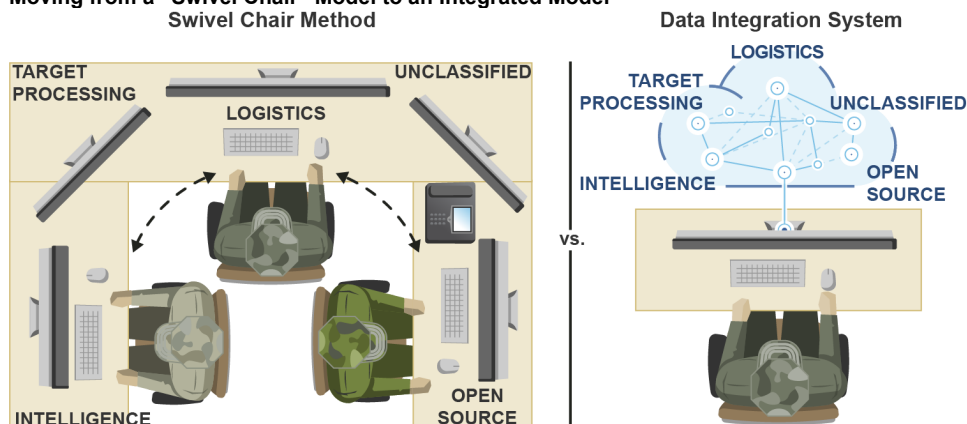 Moving from a "Swivel Chair" Model to an Integrated Model
Swivel Chair Method
TARGET
PROCESSING
LOGISTICS
UNCLASSIFIED
INTELLIGENCE
OPEN
SOURCE
vs.
Data Integration System
LOGISTICS
TARGET
PROCESSING
UNCLASSIFIED
INTELLIGENCE
OPEN
SOURCE